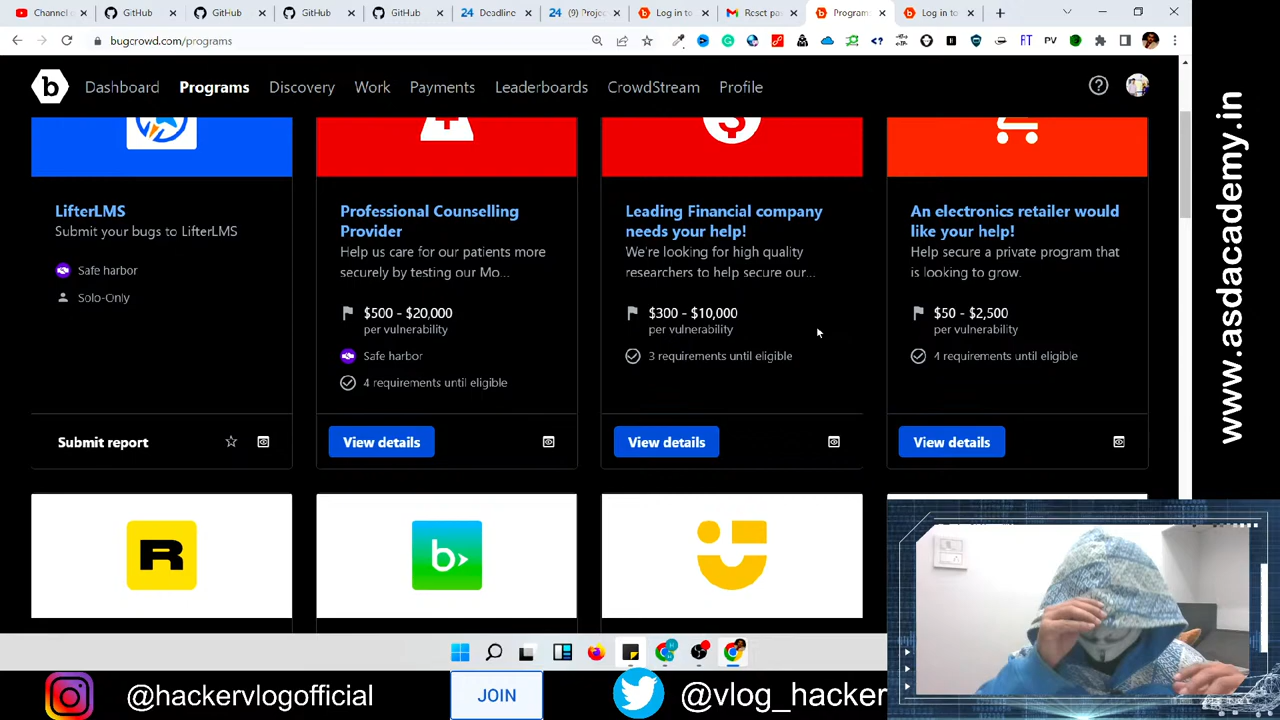 Channel c
GitHub
GitHub
GitHub
GitHub
24 Deadline
24 (9) Projec
Log in to
React pa
Program
Log in to
bugcrowd.com/programs
b
Dashboard
Programs
Discovery
Work
Payments
Leaderboards
CrowdStream
Profile
LifterLMS
Submit your bugs to LifterLMS
Safe harbor
Solo-Only
Submit report
Professional Counselling
Provider
Help us care for our patients more
securely by testing our Mo...
$500 - $20,000
per vulnerability
Safe harbor
4 requirements until eligible
View details
Leading Financial company
needs your help!
We're looking for high quality
researchers to help secure our...
$300 - $10,000
per vulnerability
3 requirements until eligible
View details
An electronics retailer would
like your help!
Help secure a private program that
is looking to grow.
$50 - $2,500
per vulnerability
4 requirements until eligible
View details
R
b
www.asdacademy.in
@hackervlogofficial
JOIN
@vlog_hacker